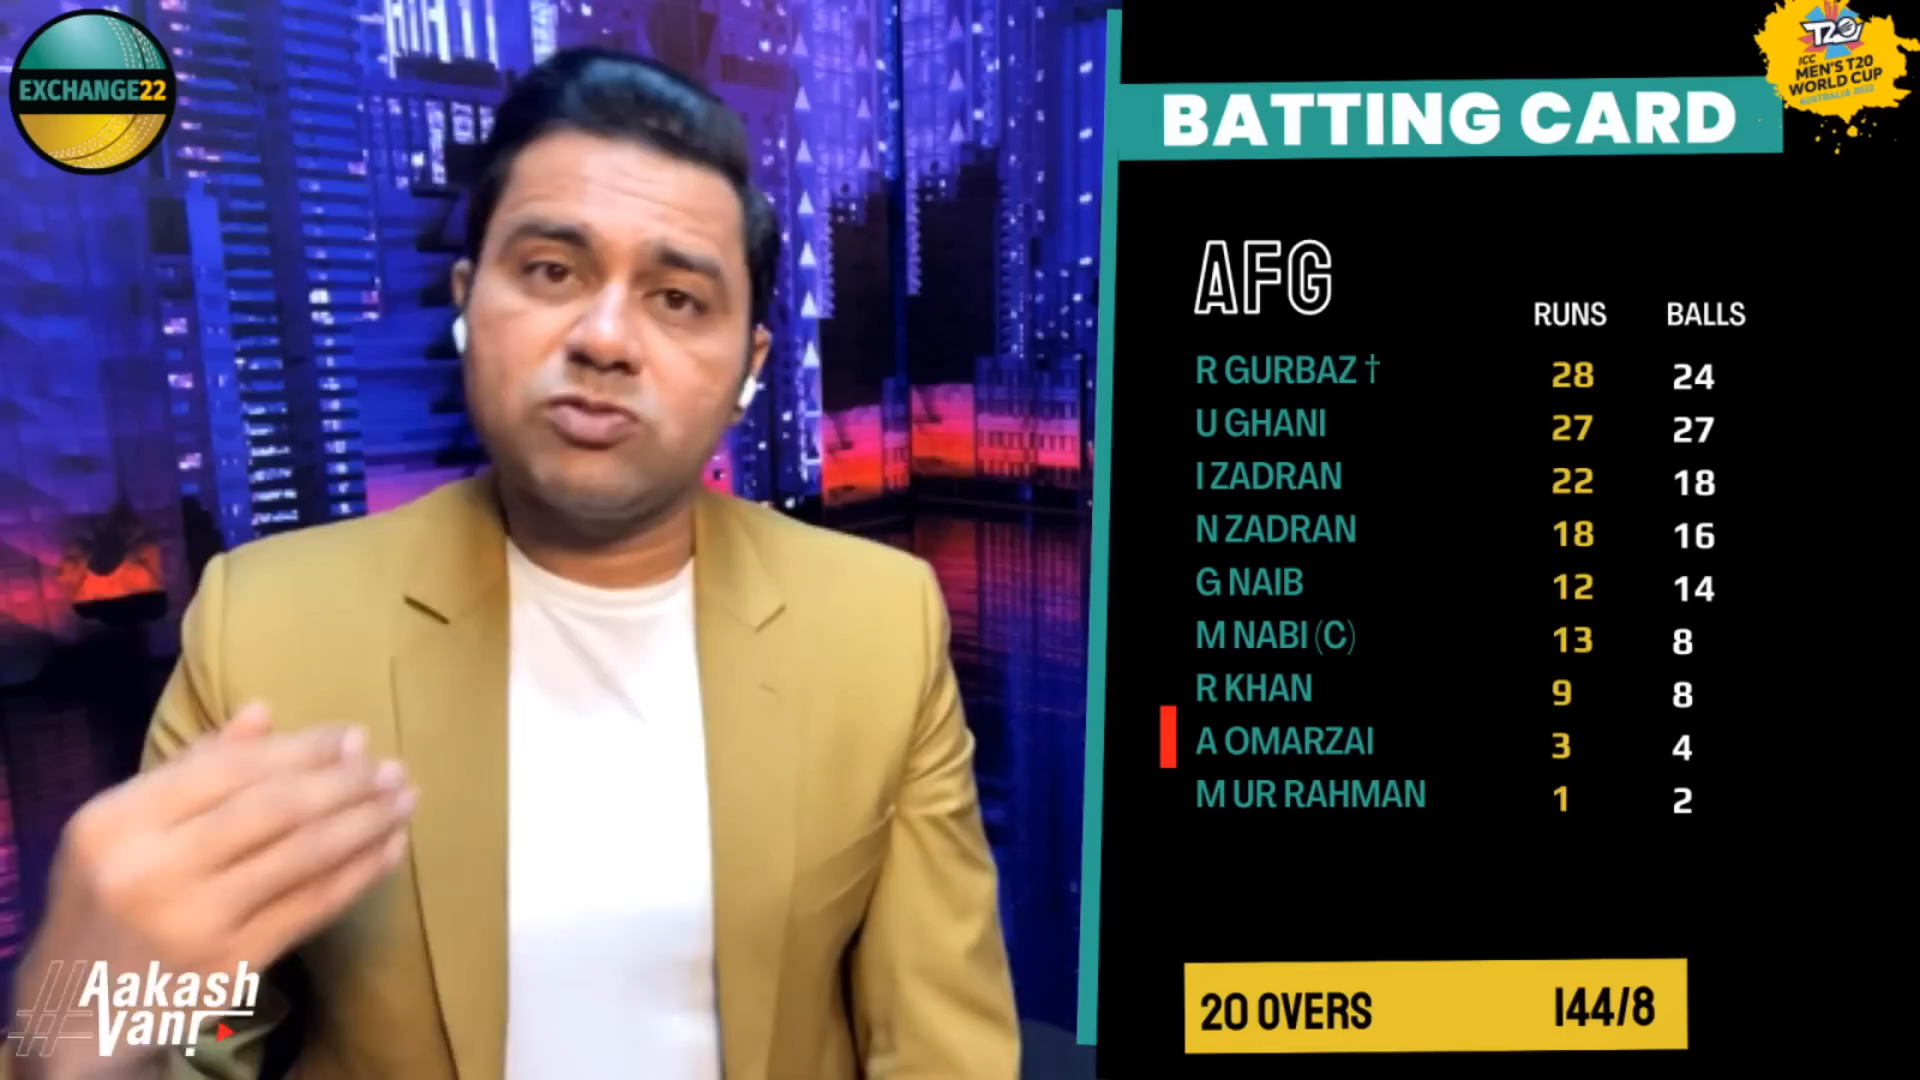 EXCHANGE22
T20
ICC
MEN'S T20
WORLD CUP
AUSTRALIA 2022
BATTING CARD
AFG
RUNS BALLS
R GURBAZ † 28 24
U GHANI 27 27
I ZADRAN 22 18
N ZADRAN 18 16
G NAIB 12 14
M NABI (C) 13 8
R KHAN 9 8
A OMARZAI 3 4
M UR RAHMAN 1 2
20 OVERS 144/8
#Aakash
Vani